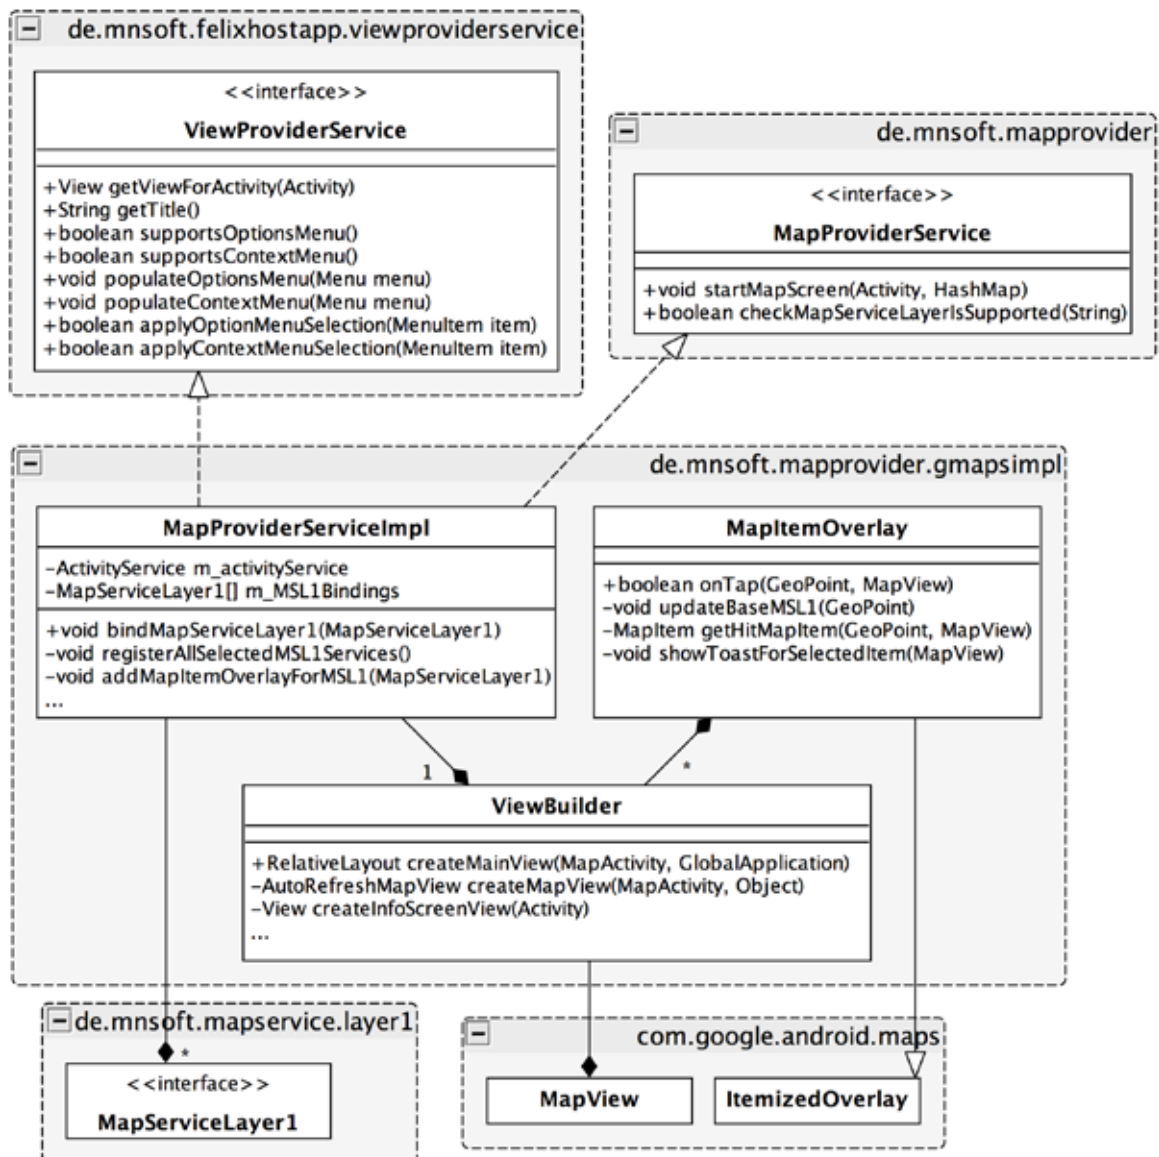 de.mnsoft.felixhostapp.viewproviderservice
<<interface>>
ViewProviderService
+View getViewForActivity(Activity)
+String getTitle()
+boolean supportsOptionsMenu()
+boolean supportsContextMenu()
+void populateOptionsMenu(Menu menu)
+void populateContextMenu(Menu menu)
+boolean applyOptionMenuSelection(MenuItem item)
+boolean applyContextMenuSelection(MenuItem item)
de.mnsoft.mapprovider
<<interface>>
MapProviderService
+void startMapScreen(Activity, HashMap)
+boolean checkMapServiceLayerIsSupported(String)
de.mnsoft.mapprovider.gmapsimpl
MapProviderServiceImpl
-ActivityService m_activityService
-MapServiceLayer1[] m_MSL1Bindings
+void bindMapServiceLayer1(MapServiceLayer1)
-void registerAllSelectedMSL1Services()
-void addMapItemOverlayForMSL1(MapServiceLayer1)
...
MapItemOverlay
+boolean onTap(GeoPoint, MapView)
-void updateBaseMSL1(GeoPoint)
-MapItem getHitMapItem(GeoPoint, MapView)
-void showToastForSelectedItem(MapView)
1
*
ViewBuilder
+RelativeLayout createMainView(MapActivity, GlobalApplication)
-AutoRefreshMapView createMapView(MapActivity, Object)
-View createInfoScreenView(Activity)
...
de.mnsoft.mapservice.layer1
*
<<interface>>
MapServiceLayer1
com.google.android.maps
MapView
ItemizedOverlay